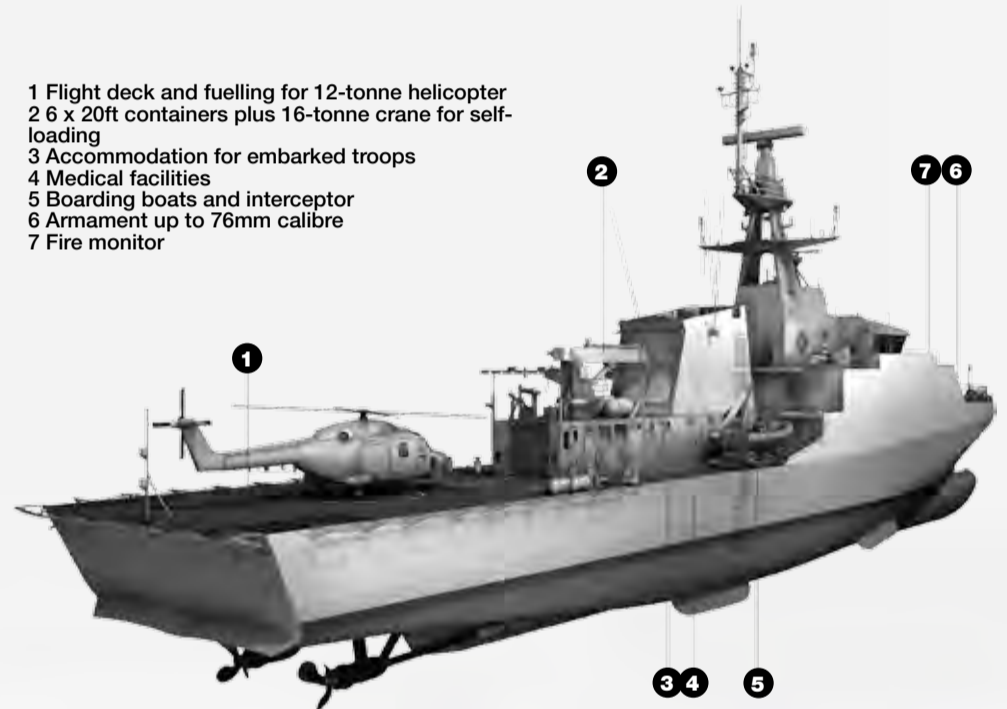 1 Flight deck and fuelling for 12-tonne helicopter
2 6 x 20ft containers plus 16-tonne crane for self-
loading
3 Accommodation for embarked troops
4 Medical facilities
5 Boarding boats and interceptor
6 Armament up to 76mm calibre
7 Fire monitor
2
7 6
1
3 4 5